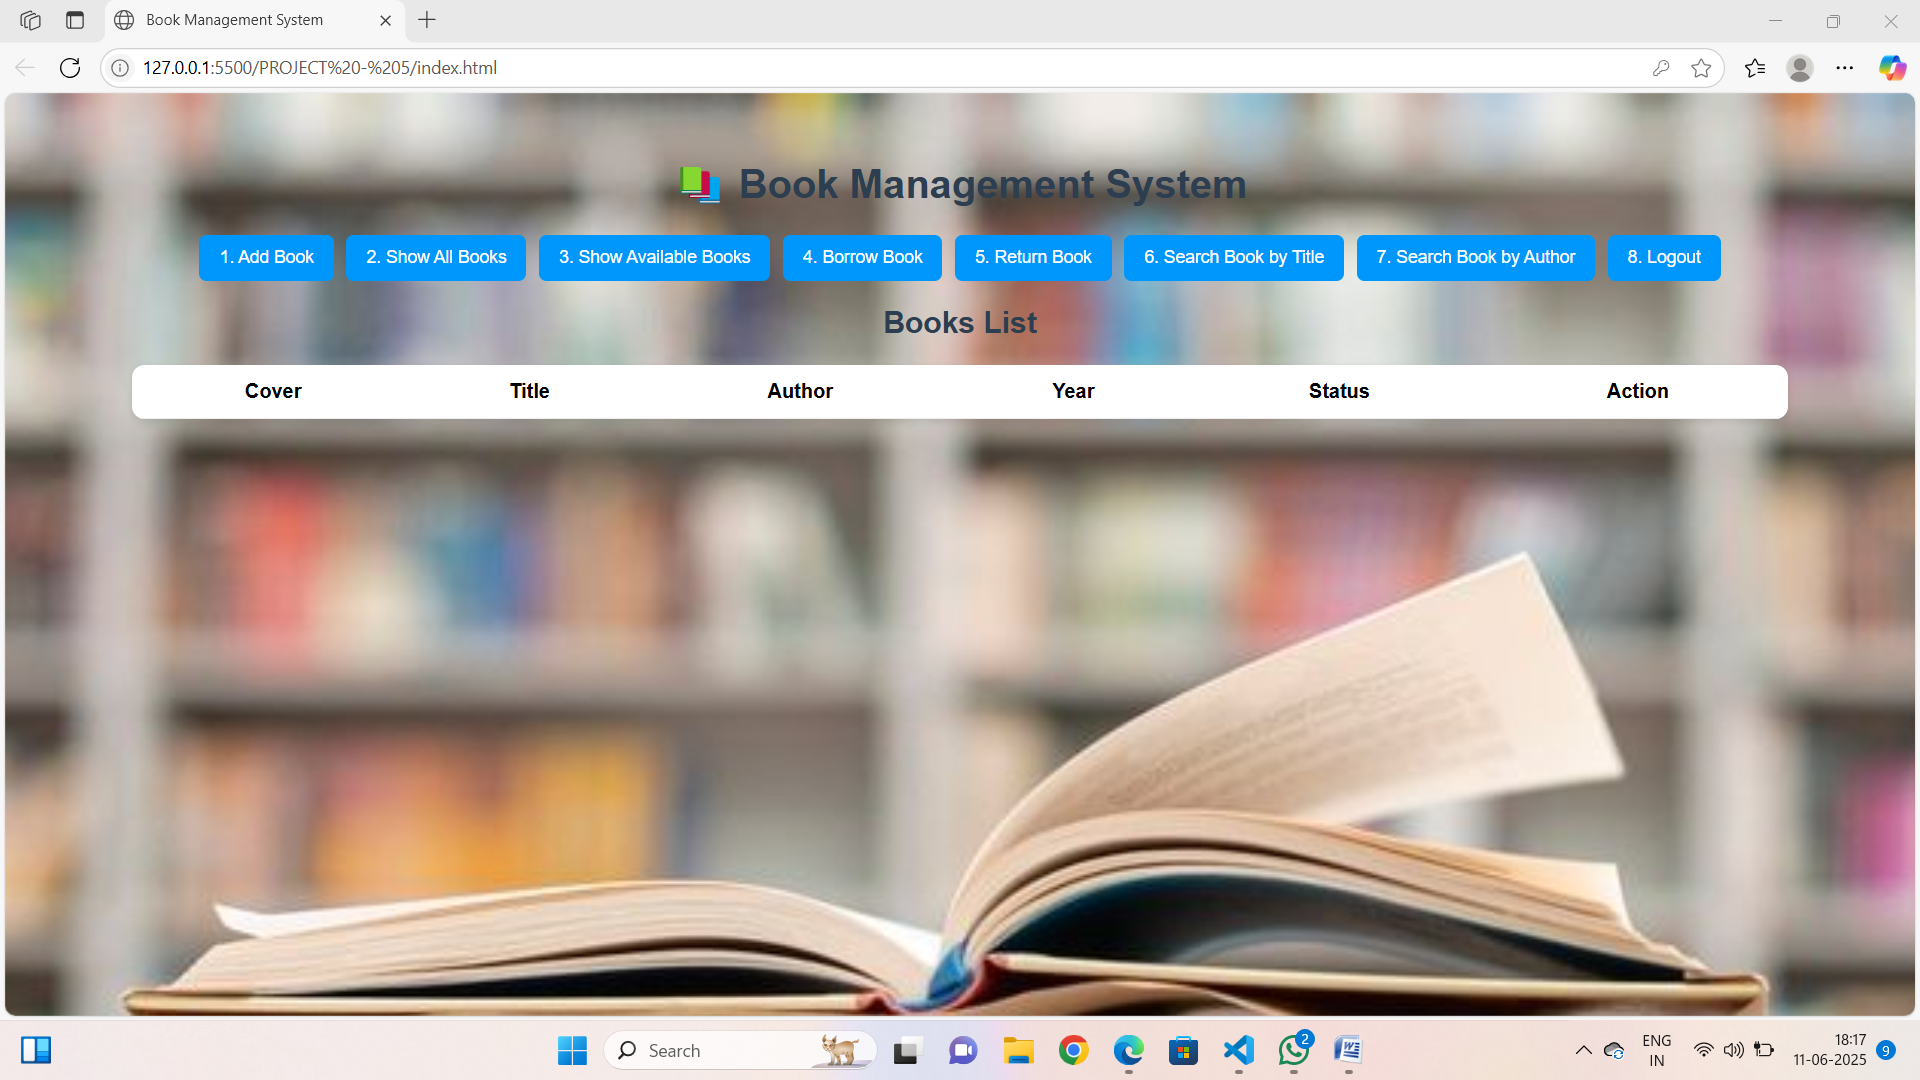 Book Management System
127.0.0.1:5500/PROJECT%20-%205/index.html
Book Management System
1. Add Book 2. Show All Books 3. Show Available Books 4. Borrow Book 5. Return Book 6. Search Book by Title 7. Search Book by Author 8. Logout
Books List
Cover Title Author Year Status Action
Search
2
W
ENG
IN
18:17
11-06-2025
9